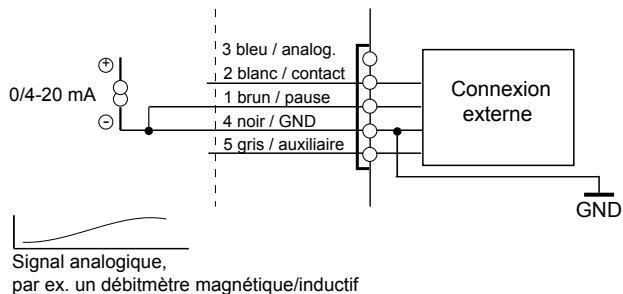 3 bleu / analog.
2 blanc / contact
1 brun / pause
4 noir / GND
5 gris / auxiliaire
0/4-20 mA
+
-
Connexion
externe
GND
Signal analogique,
par ex. un débitmètre magnétique/inductif